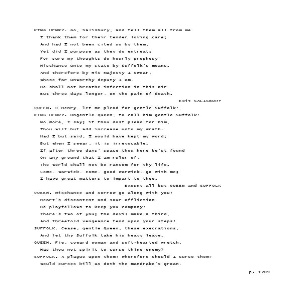 KING HENRY. Go, Salisbury, and tell them all from me
I thank them for their tender loving care;
And had I not been cited so by them,
Yet did I purpose as they do entreat;
For sure my thoughts do hourly prophesy
Mischance unto my state by Suffolk's means.
And therefore by His Majesty I swear,
Whose far unworthy deputy I am,
He shall not breathe infection in this air
But three days longer, on the pain of death.
Exit SALISBURY
QUEEN. O Henry, let me plead for gentle Suffolk!
KING HENRY. Ungentle Queen, to call him gentle Suffolk!
No more, I say; if thou dost plead for him,
Thou wilt but add increase unto my wrath.
Had I but said, I would have kept my word;
But when I swear, it is irrevocable.
If after three days' space thou here be'st found
On any ground that I am ruler of,
The world shall not be ransom for thy life.
Come, Warwick, come, good Warwick, go with me;
I have great matters to impart to thee.
Exeunt all but QUEEN and SUFFOLK
QUEEN. Mischance and sorrow go along with you!
Heart's discontent and sour affliction
Be playfellows to keep you company!
There's two of you; the devil make a third,
And threefold vengeance tend upon your steps!
SUFFOLK. Cease, gentle Queen, these execrations,
And let thy Suffolk take his heavy leave.
QUEEN. Fie, coward woman and soft-hearted wretch,
Has thou not spirit to curse thine enemy?
SUFFOLK. A plague upon them! Wherefore should I curse them?
Would curses kill as doth the mandrake's groan,